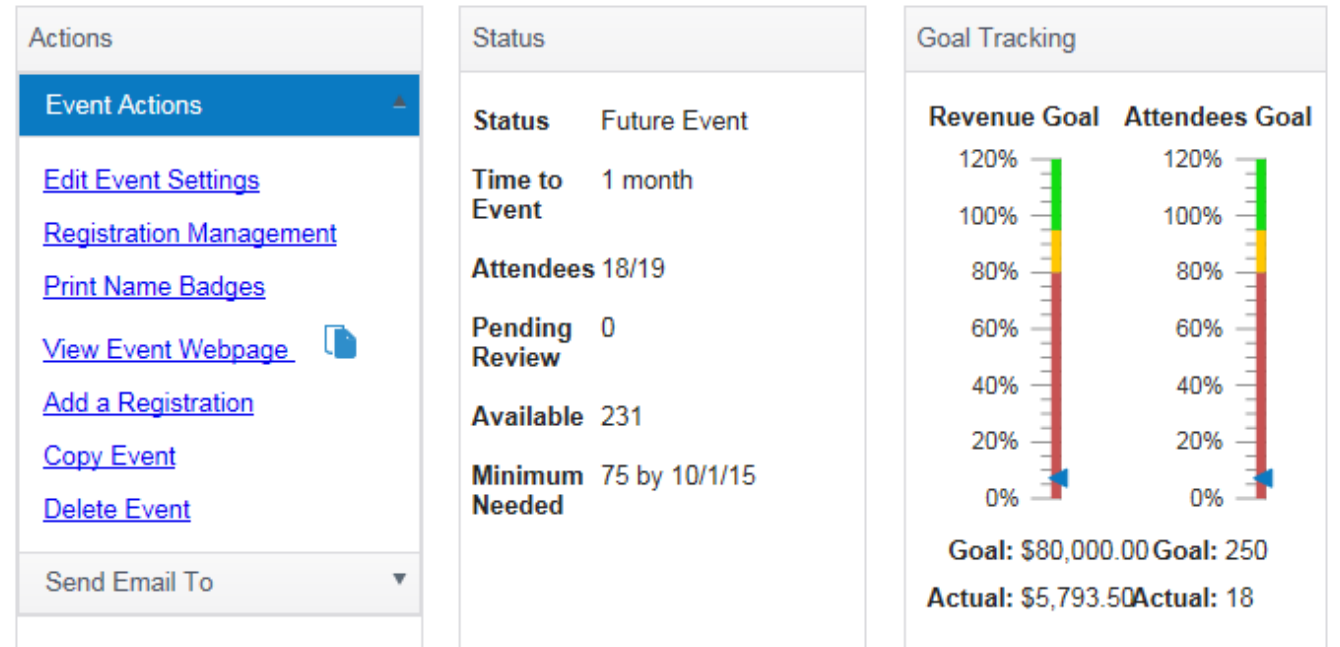 Actions
Event Actions
Edit Event Settings
Registration Management
Print Name Badges
View Event Webpage
Add a Registration
Copy Event
Delete Event
Send Email To
Status
Status Future Event
Time to 1 month
Event
Attendees 18/19
Pending 0
Review
Available 231
Minimum 75 by 10/1/15
Needed
Goal Tracking
Revenue Goal Attendees Goal
120% 120%
100% 100%
80% 80%
60% 60%
40% 40%
20% 20%
0% 0%
Goal: $80,000.00 Goal: 250
Actual: $5,793.50 Actual: 18